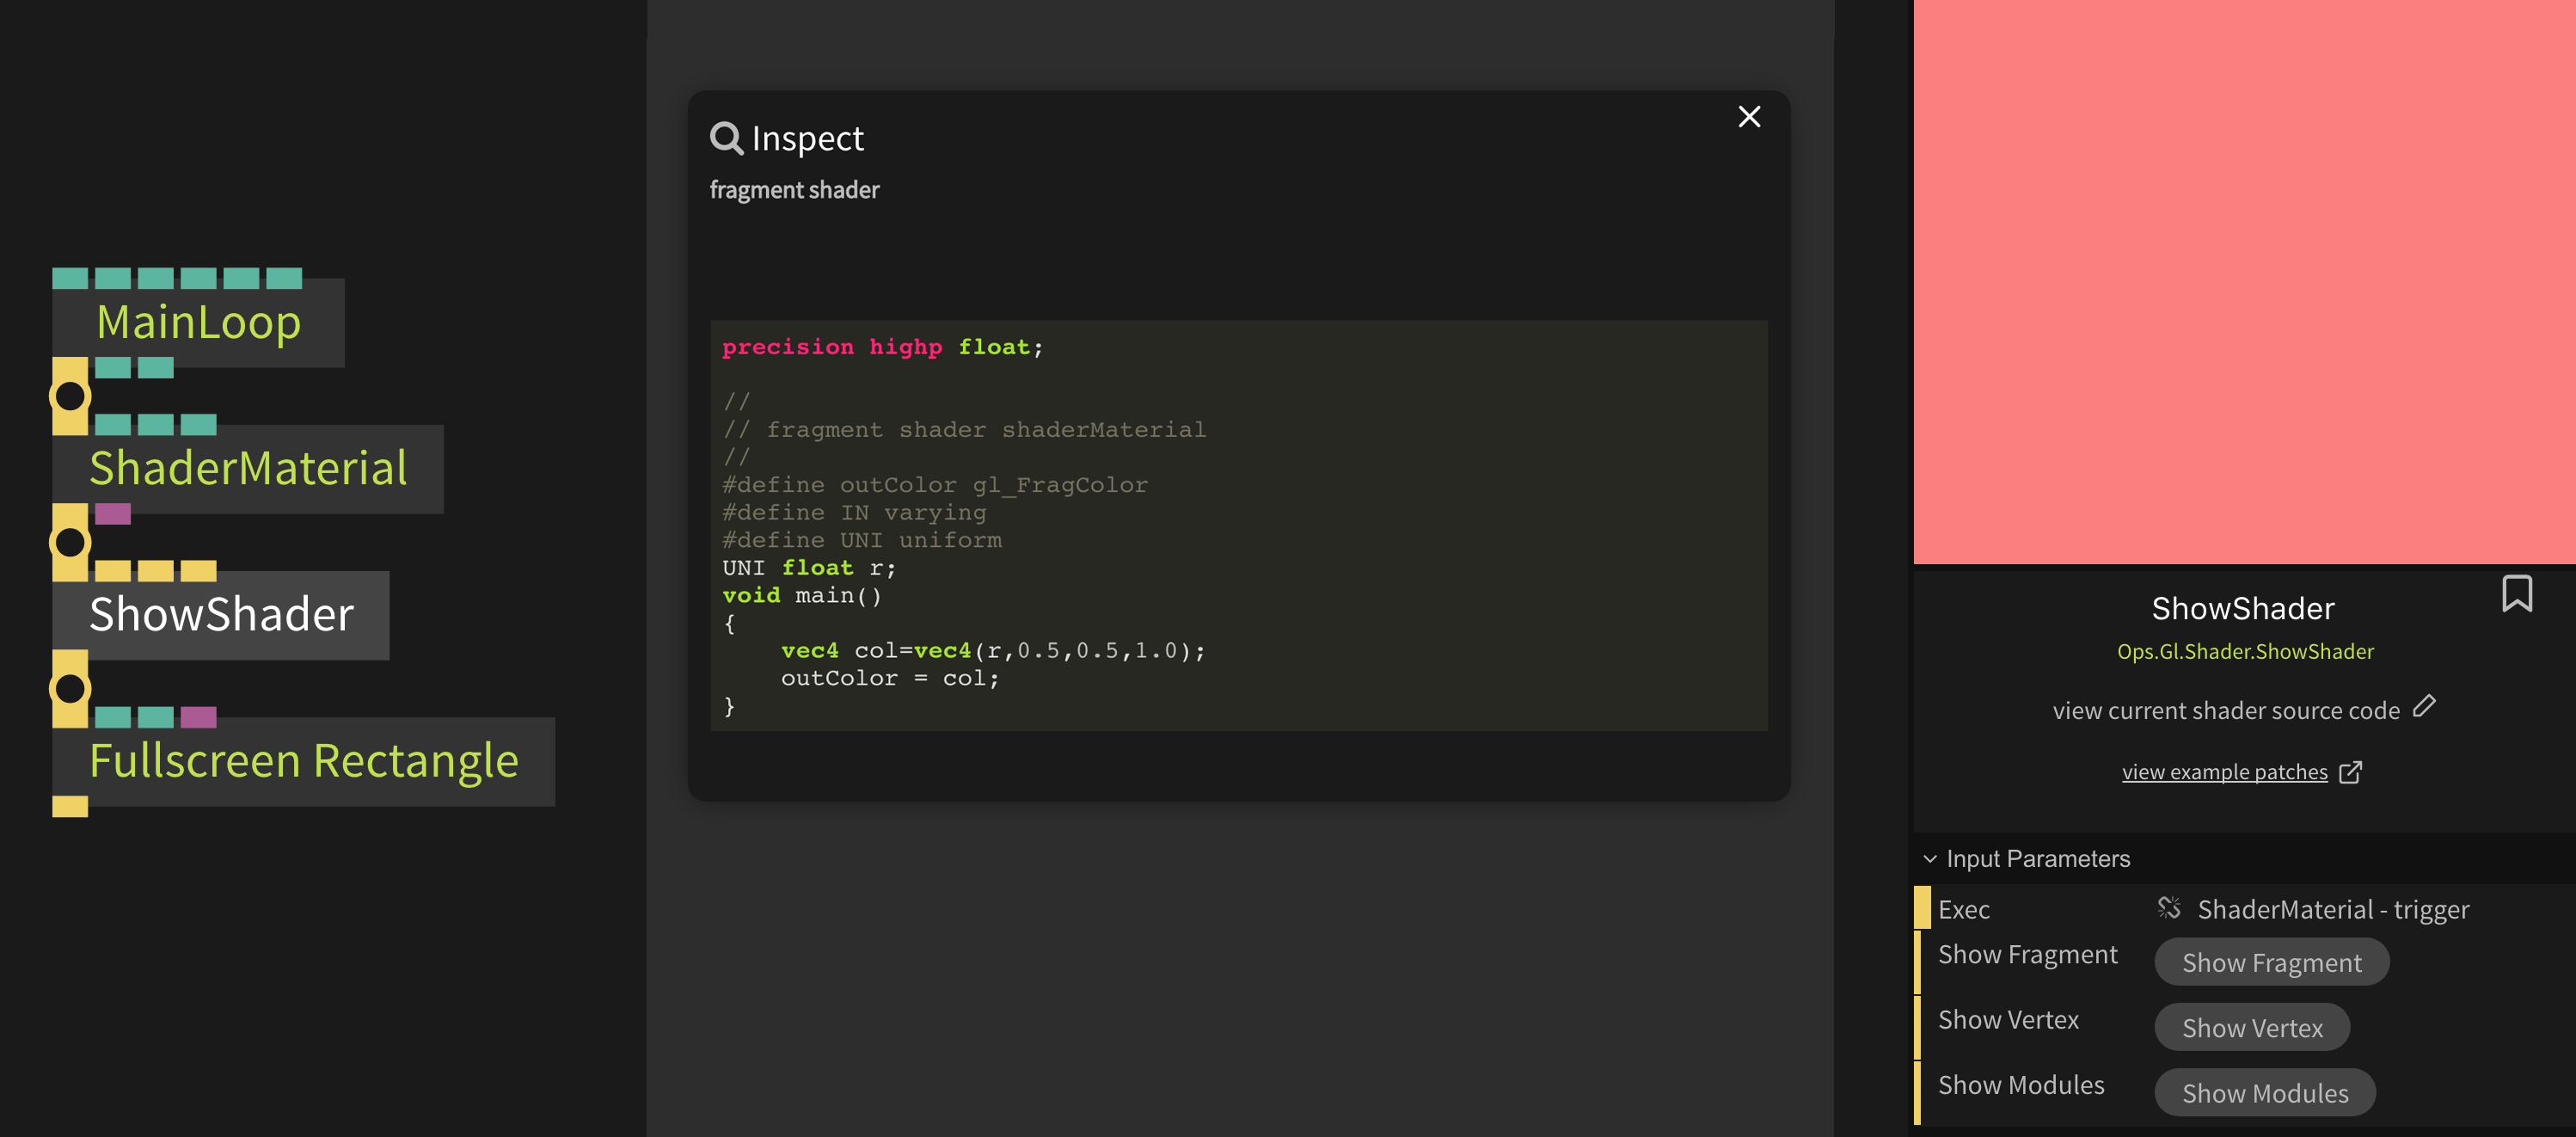 MainLoop
ShaderMaterial
ShowShader
Fullscreen Rectangle
Inspect
fragment shader
precision highp float;
//
// fragment shader shaderMaterial
//
#define outColor gl_FragColor
#define IN varying
#define UNI uniform
UNI float r;
void main()
{
    vec4 col=vec4(r,0.5,0.5,1.0);
    outColor = col;
}
ShowShader
Ops.Gl.Shader.ShowShader
view current shader source code
view example patches
Input Parameters
Exec ShaderMaterial - trigger
Show Fragment Show Fragment
Show Vertex Show Vertex
Show Modules Show Modules